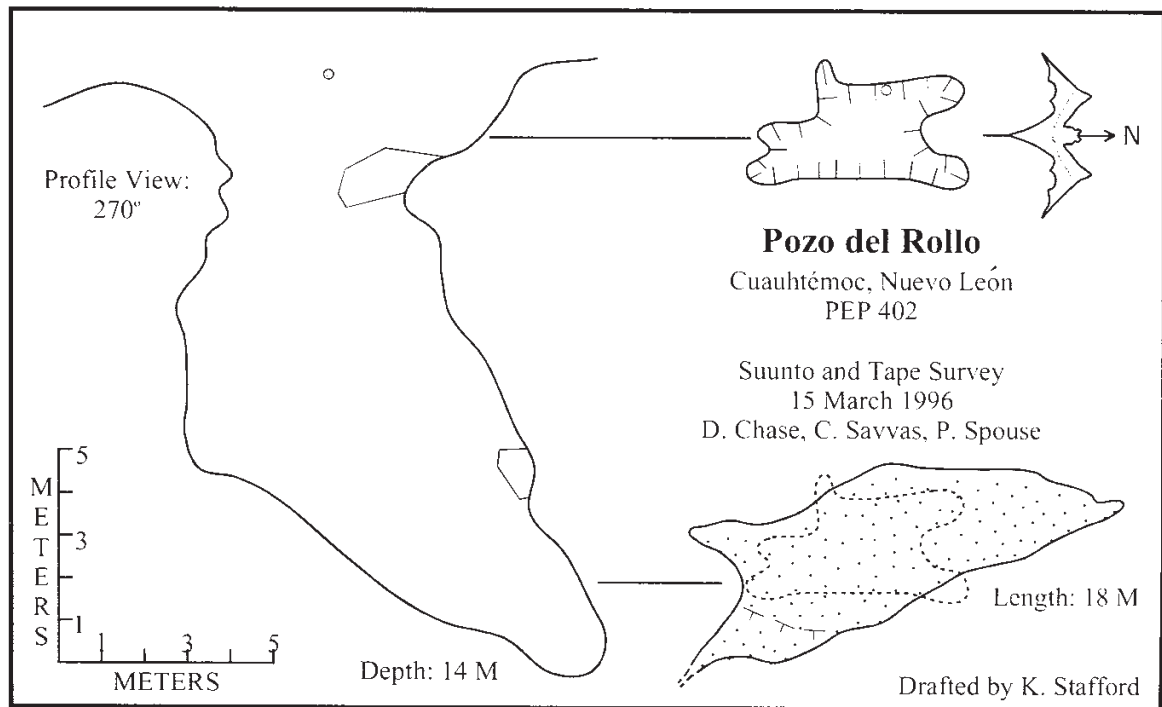 Profile View:
270°
N
Pozo del Rollo
Cuauhtémoc, Nuevo León
PEP 402
Suunto and Tape Survey
15 March 1996
D. Chase, C. Savvas, P. Spouse
METERS
5
3
1
1 3 5
METERS
Depth: 14 M
Length: 18 M
Drafted by K. Stafford